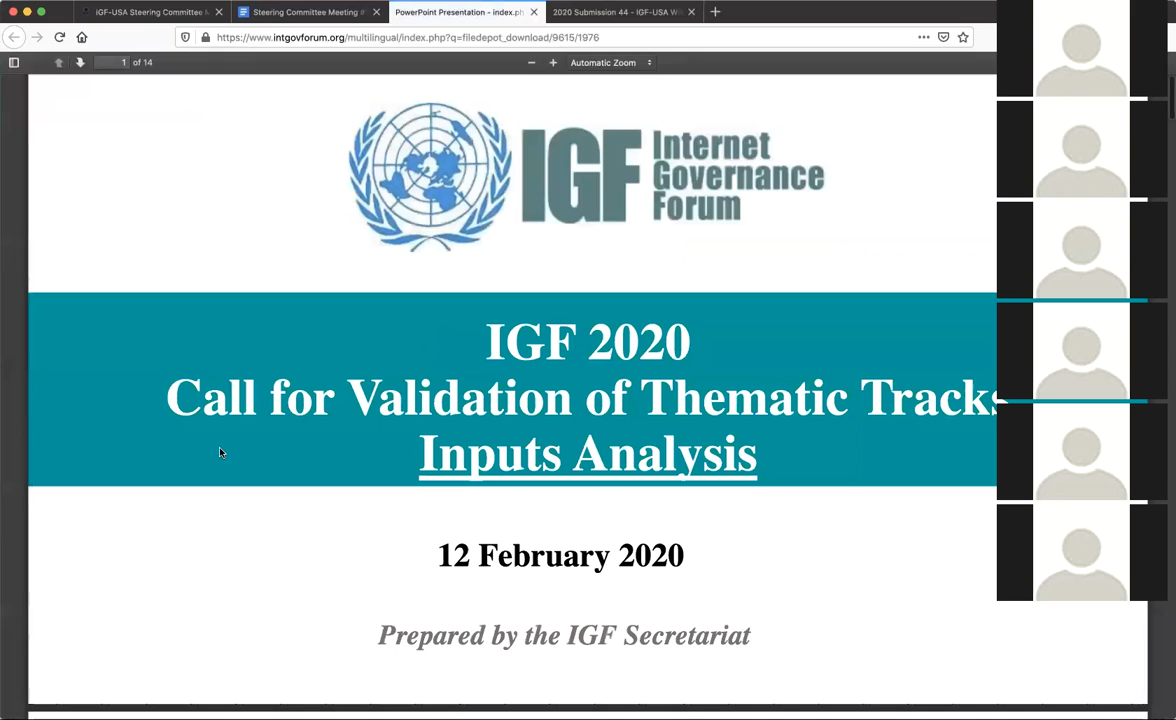 IGF-USA Steering Committee M
Steering Committee Meeting #
PowerPoint Presentation - index.ph
2020 Submission 44 - IGF-USA W
https://www.intgovforum.org/multilingual/index.php?q=filedepot_download/9615/1976
1 of 14
Automatic Zoom
IGF
Internet
Governance
Forum
IGF 2020
Call for Validation of Thematic Tracks
Inputs Analysis
12 February 2020
Prepared by the IGF Secretariat